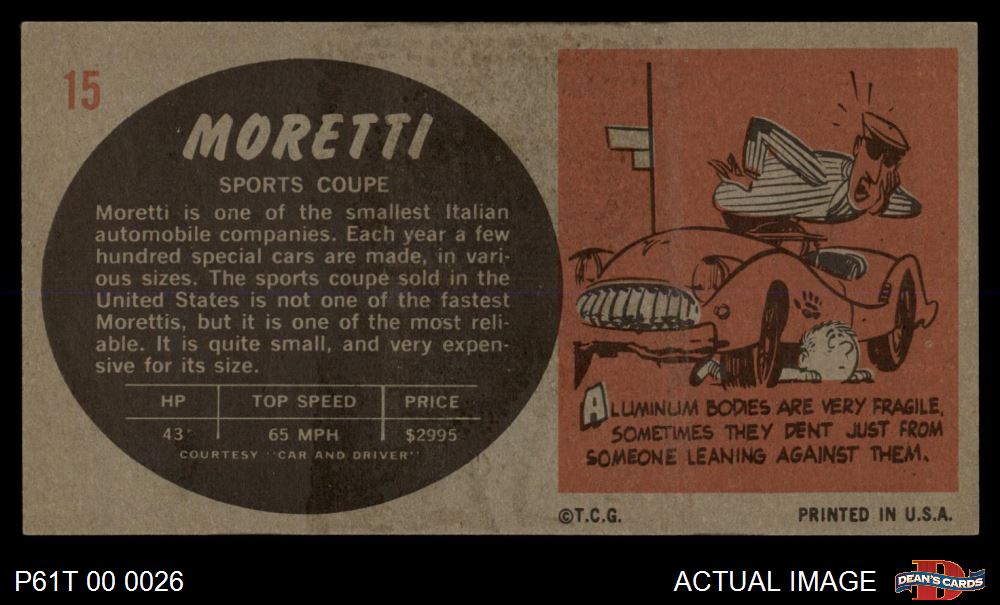 15
MORETTI
SPORTS COUPE
Moretti is one of the smallest Italian
automobile companies. Each year a few
hundred special cars are made, in vari-
ous sizes. The sports coupe sold in the
United States is not one of the fastest
Morettis, but it is one of the most reli-
able. It is quite small, and very expen-
sive for its size.
HP TOP SPEED PRICE
43 65 MPH $2995
COURTESY "CAR AND DRIVER"
ALUMINUM BODIES ARE VERY FRAGILE,
SOMETIMES THEY DENT JUST FROM
SOMEONE LEANING AGAINST THEM.
©T.C.G. PRINTED IN U.S.A.
P61T 00 0026 ACTUAL IMAGE
D
DEAN'S CARDS